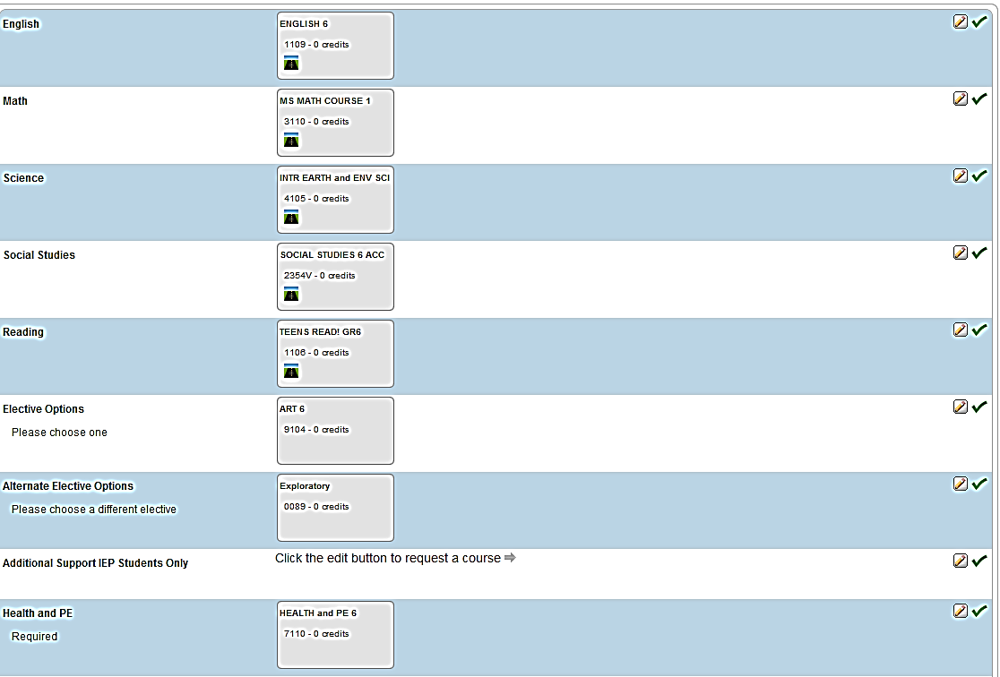 English
ENGLISH 6
1109 - 0 credits
Math
MS MATH COURSE 1
3110 - 0 credits
Science
INTR EARTH and ENV SCI
4105 - 0 credits
Social Studies
SOCIAL STUDIES 6 ACC
2354V - 0 credits
Reading
TEENS READ! GR6
1106 - 0 credits
Elective Options
ART 6
Please choose one
9104 - 0 credits
Alternate Elective Options
Exploratory
Please choose a different elective
0089 - 0 credits
Additional Support IEP Students Only
Click the edit button to request a course
Health and PE
HEALTH and PE 6
Required
7110 - 0 credits